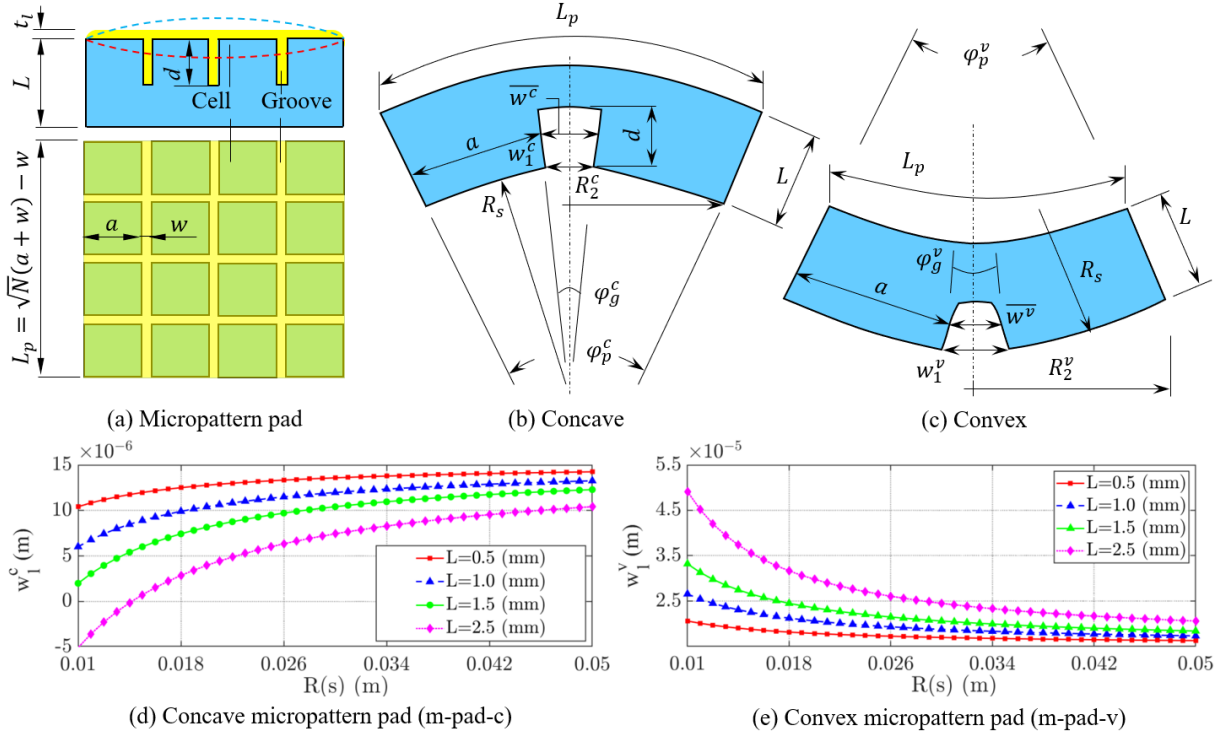 t_l
L
d
Cell Groove
L_p = √N(a + w) − w
a w
(a) Micropattern pad
L_p
\overline{w^c}
a
w_1^c
d
L
R_2^c
R_s
φ_g^c
φ_p^c
(b) Concave
φ_p^v
L_p
L
φ_g^v
R_s
a
\overline{w^v}
w_1^v
R_2^v
(c) Convex
×10⁻⁶
15
10
5
0
-5
w_1^c (m)
L=0.5 (mm)
L=1.0 (mm)
L=1.5 (mm)
L=2.5 (mm)
0.01 0.018 0.026 0.034 0.042 0.05
R(s) (m)
(d) Concave micropattern pad (m-pad-c)
×10⁻⁵
5.5
3.5
2.5
w_1^v (m)
L=0.5 (mm)
L=1.0 (mm)
L=1.5 (mm)
L=2.5 (mm)
0.01 0.018 0.026 0.034 0.042 0.05
R(s) (m)
(e) Convex micropattern pad (m-pad-v)